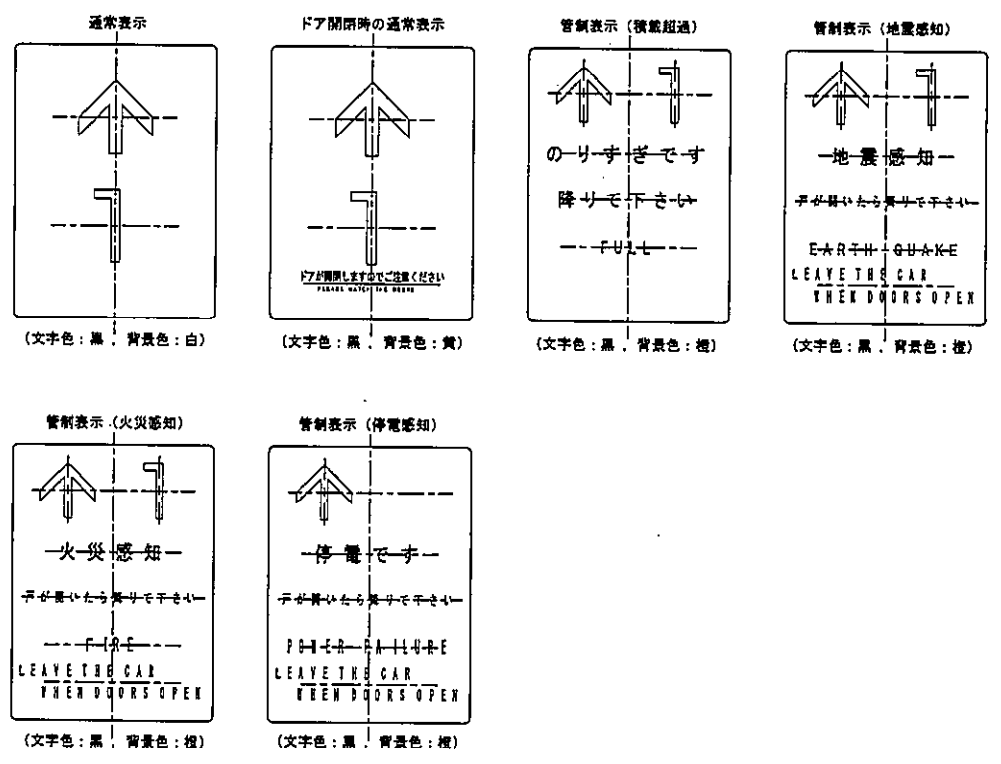 通常表示
1
(文字色:黒、背景色:白)
ドア開閉時の通常表示
1
ドアが開閉しますのでご注意ください
PLEASE WATCH THE DOORS
(文字色:黒、背景色:黄)
管制表示(積載超過)
1
のりすぎです
降りて下さい
FULL
(文字色:黒、背景色:橙)
管制表示(地震感知)
1
地震感知
戸が開いたら降りて下さい
EARTH QUAKE
LEAVE THE CAR
WHEN DOORS OPEN
(文字色:黒、背景色:橙)
管制表示(火災感知)
1
火災感知
戸が開いたら降りて下さい
FIRE
LEAVE THE CAR
WHEN DOORS OPEN
(文字色:黒、背景色:橙)
管制表示(停電感知)
停電です
戸が開いたら降りて下さい
POWER FAILURE
LEAVE THE CAR
WHEN DOORS OPEN
(文字色:黒、背景色:橙)